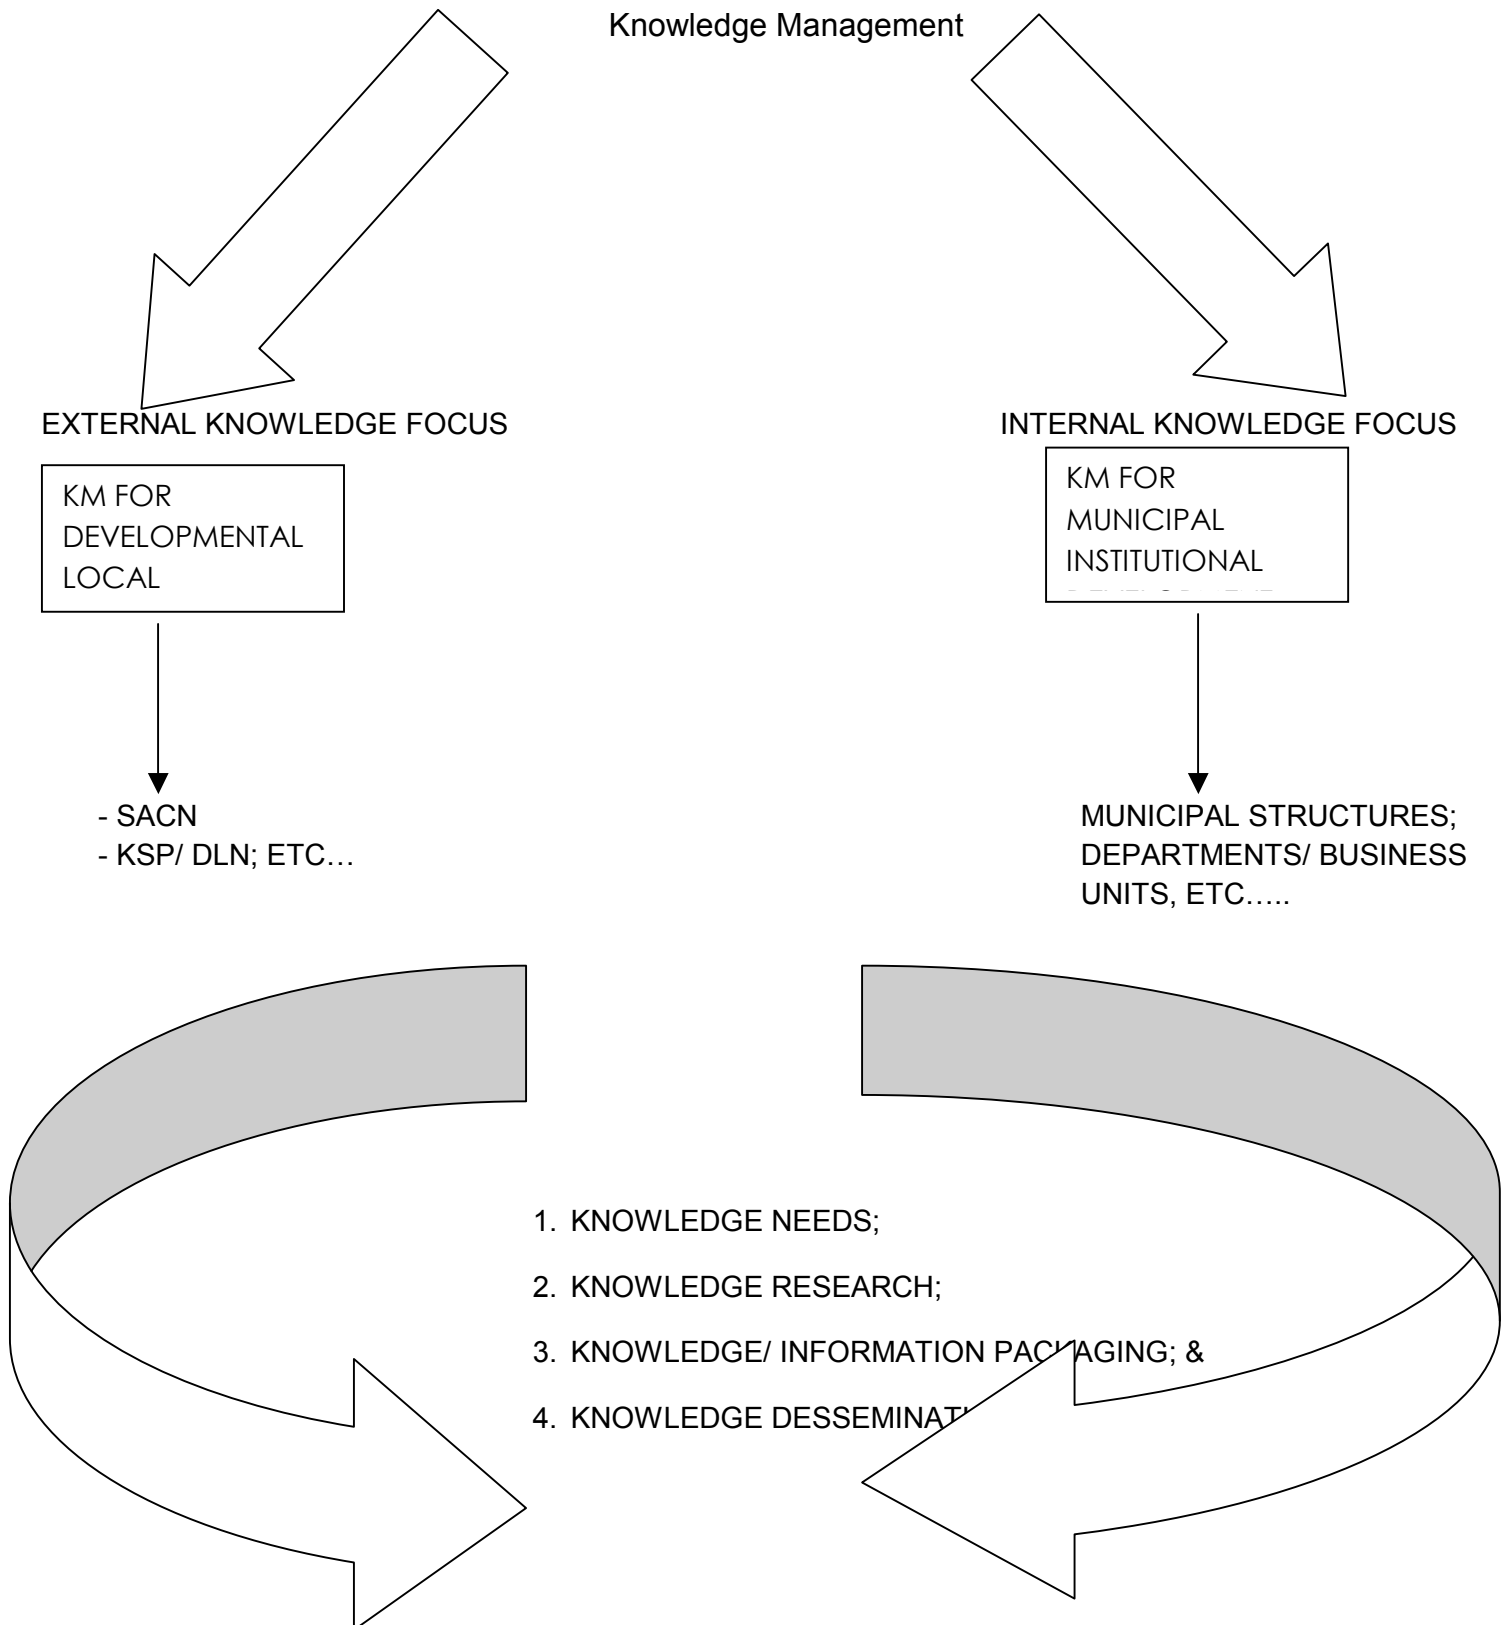 Knowledge Management
EXTERNAL KNOWLEDGE FOCUS
KM FOR
DEVELOPMENTAL
LOCAL
- SACN
- KSP/ DLN; ETC…
INTERNAL KNOWLEDGE FOCUS
KM FOR
MUNICIPAL
INSTITUTIONAL
MUNICIPAL STRUCTURES;
DEPARTMENTS/ BUSINESS
UNITS, ETC…..
1. KNOWLEDGE NEEDS;
2. KNOWLEDGE RESEARCH;
3. KNOWLEDGE/ INFORMATION PACKAGING; &
4. KNOWLEDGE